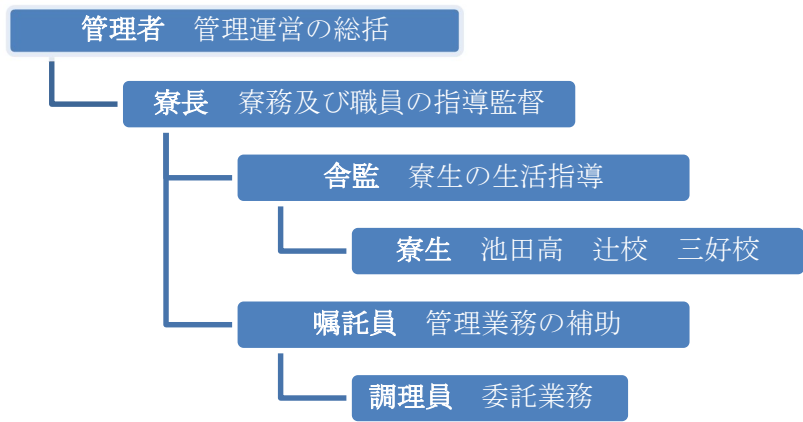 管理者　管理運営の総括
寮長　寮務及び職員の指導監督
舎監　寮生の生活指導
寮生　池田高　辻校　三好校
嘱託員　管理業務の補助
調理員　委託業務